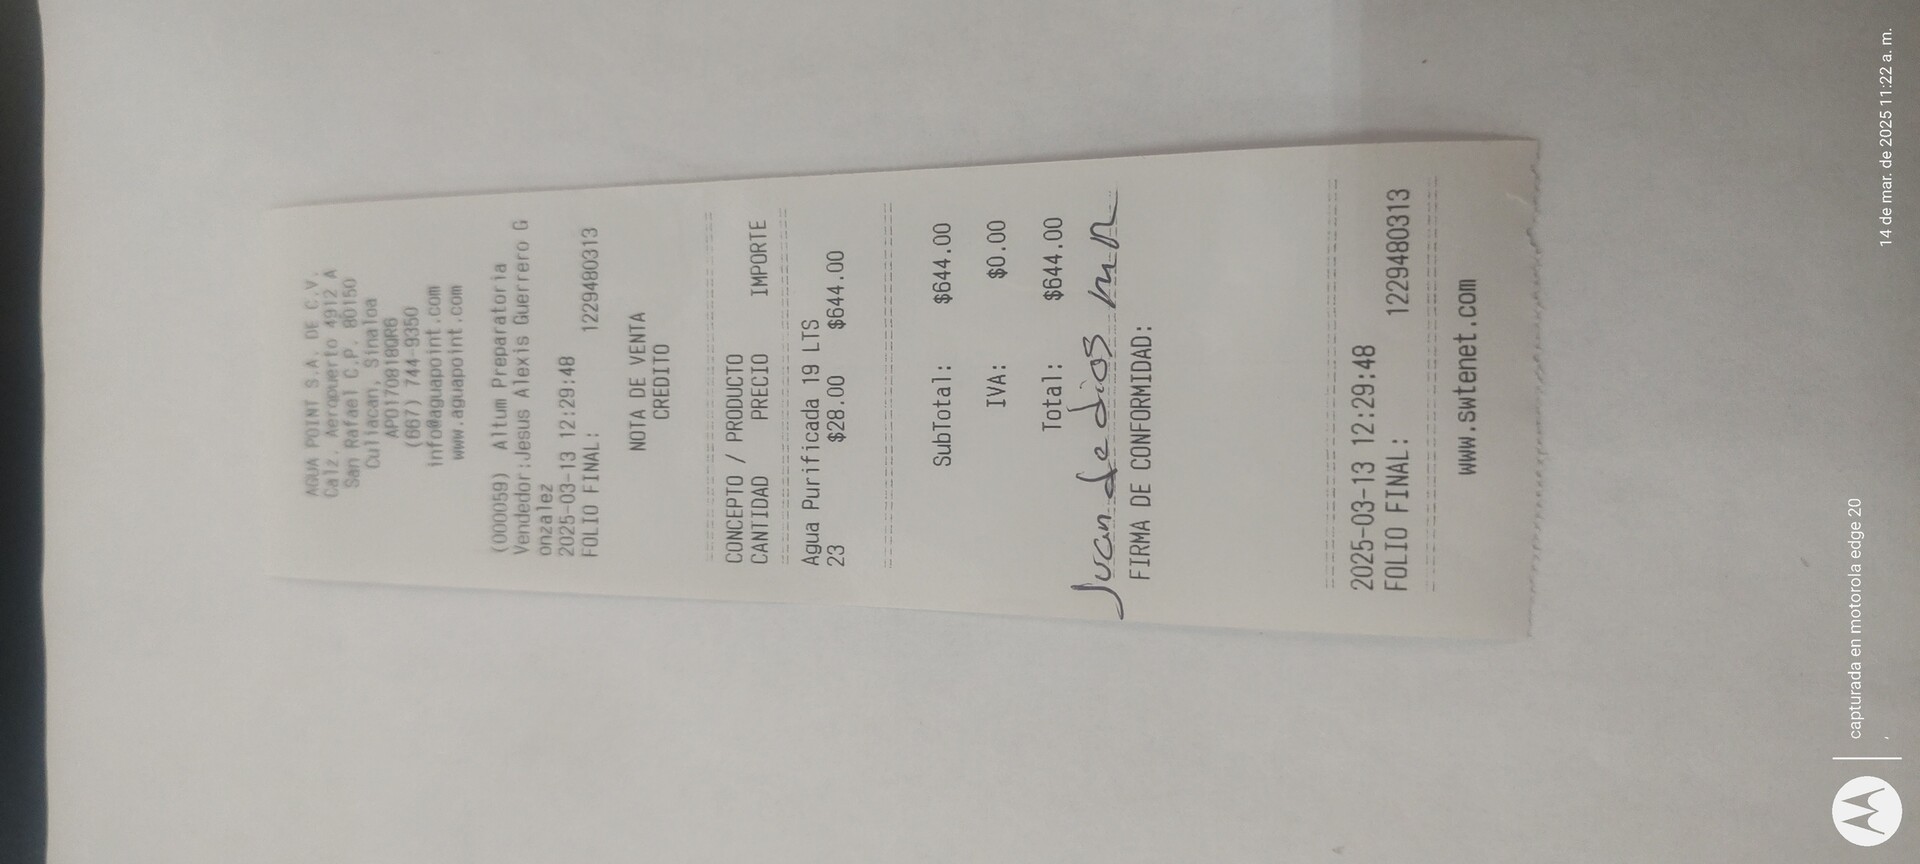 AGUA POINT S.A. DE C.V.
Calz. Aeropuerto 4912 A
San Rafael C.P. 80150
Culiacan, Sinaloa
APO170818QR6
(667) 744-9350
info@aguapoint.com
www.aguapoint.com
(000059) Altum Preparatoria
Vendedor:Jesus Alexis Guerrero G
onzalez
2025-03-13 12:29:48
FOLIO FINAL: 1229480313
NOTA DE VENTA
CREDITO
CONCEPTO / PRODUCTO
CANTIDAD PRECIO IMPORTE
Agua Purificada 19 LTS
23 $28.00 $644.00
SubTotal: $644.00
IVA: $0.00
Total: $644.00
Juan de Dios
FIRMA DE CONFORMIDAD:
2025-03-13 12:29:48
FOLIO FINAL: 1229480313
www.swtenet.com
capturada en motorola edge 20
14 de mar. de 2025 11:22 a. m.